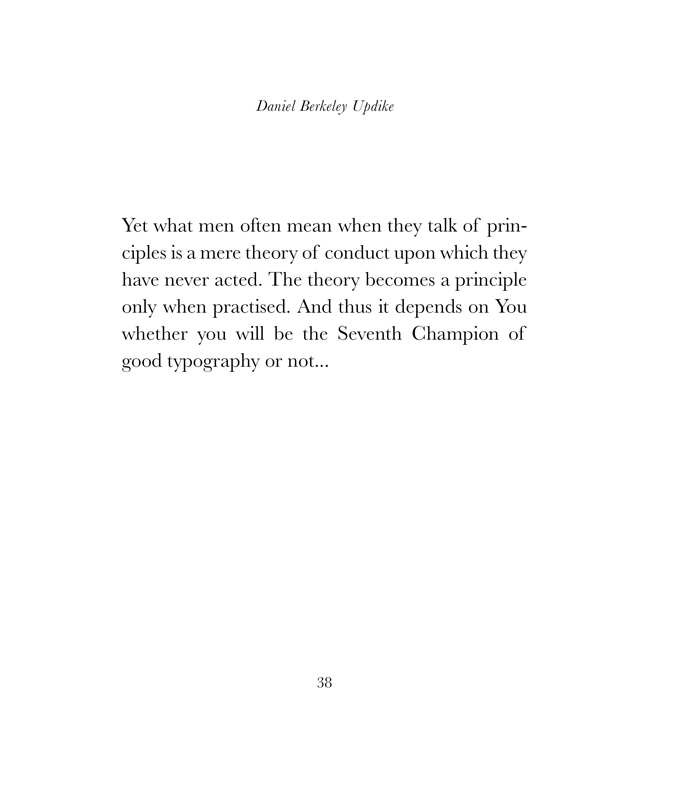 Daniel Berkeley Updike
Yet what men often mean when they talk of prin-
ciples is a mere theory of conduct upon which they
have never acted. The theory becomes a principle
only when practised. And thus it depends on You
whether you will be the Seventh Champion of
good typography or not...
38